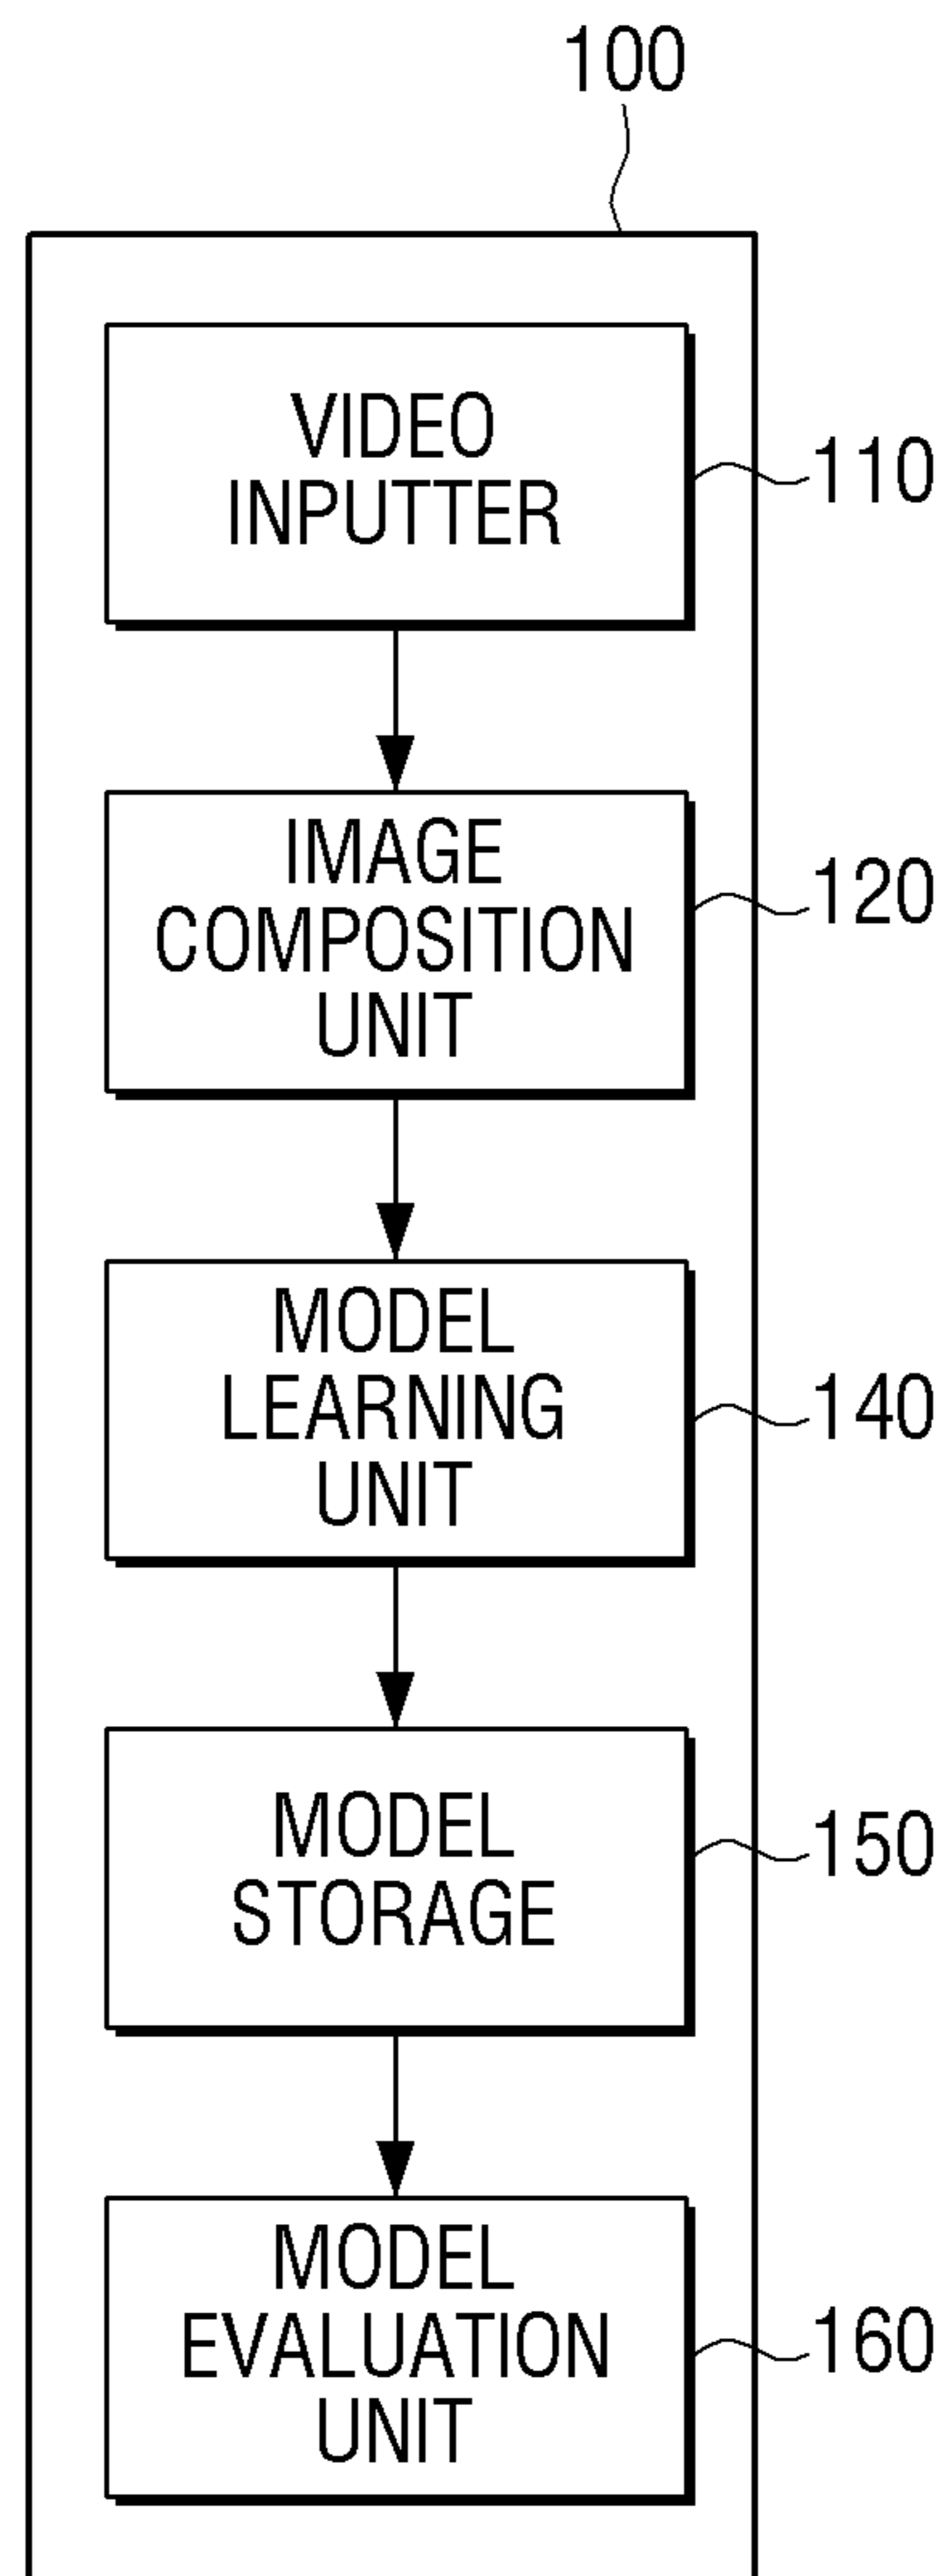 100
VIDEO
INPUTTER
110
IMAGE
COMPOSITION
UNIT
120
MODEL
LEARNING
UNIT
140
MODEL
STORAGE
150
MODEL
EVALUATION
UNIT
160